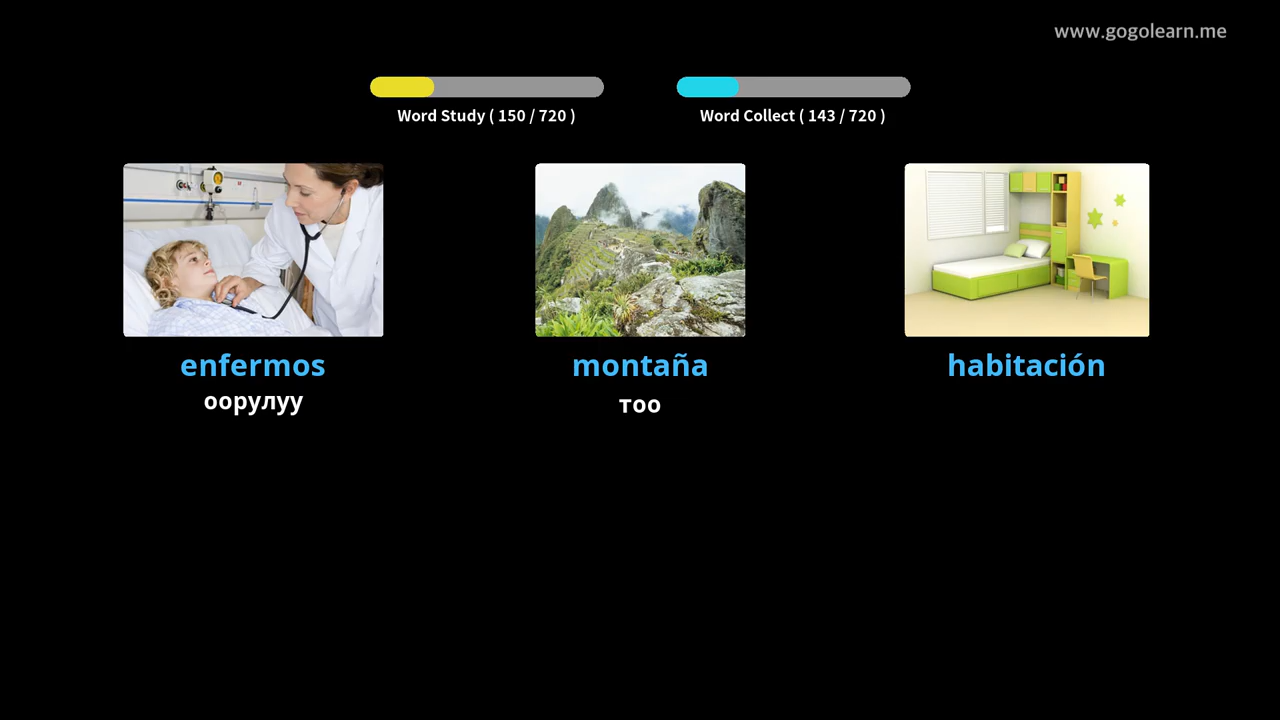 www.gogolearn.me
Word Study ( 150 / 720 )
Word Collect ( 143 / 720 )
enfermos
montaña
habitación
оорулуу
тоо